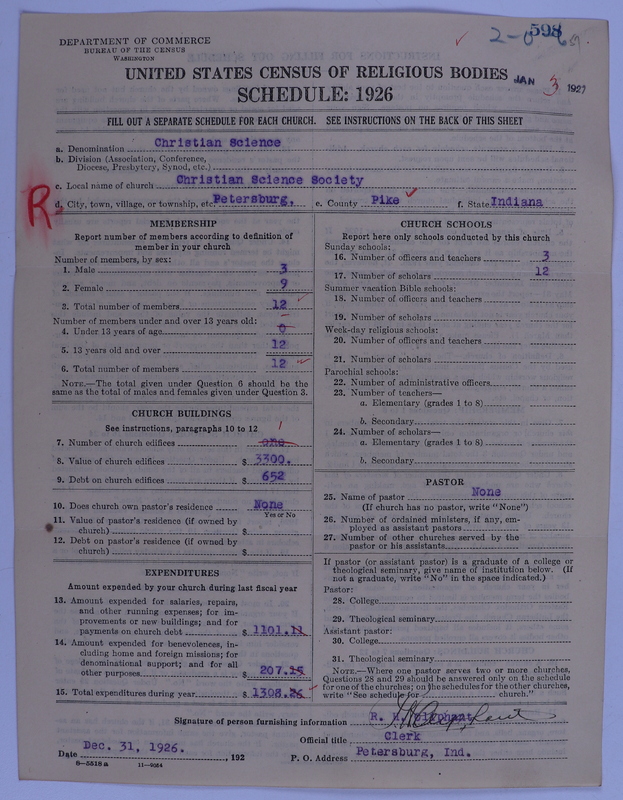 DEPARTMENT OF COMMERCE
BUREAU OF THE CENSUS
WASHINGTON
598
UNITED STATES CENSUS OF RELIGIOUS BODIES
JAN 3 1927
SCHEDULE: 1926
FILL OUT A SEPARATE SCHEDULE FOR EACH CHURCH. SEE INSTRUCTIONS ON THE BACK OF THIS SHEET
a. Denomination Christian Science
b. Division (Association, Conference,
Diocese, Presbytery, Synod, etc.)
c. Local name of church Christian Science Society
R
d. City, town, village, or township, etc. Petersburg, e. County Pike f. State Indiana
MEMBERSHIP
Report number of members according to definition of
member in your church
Number of members, by sex:
1. Male 3
2. Female 9
3. Total number of members 12
Number of members under and over 13 years old:
4. Under 13 years of age 0
5. 13 years old and over 12
6. Total number of members 12
NOTE.—The total given under Question 6 should be the
same as the total of males and females given under Question 3.
CHURCH BUILDINGS
See instructions, paragraphs 10 to 12
1
7. Number of church edifices one
8. Value of church edifices $ 3300.
9. Debt on church edifices $ 652
10. Does church own pastor's residence None
Yes or No
11. Value of pastor's residence (if owned by
church) $
12. Debt on pastor's residence (if owned by
church) $
EXPENDITURES
Amount expended by your church during last fiscal year
13. Amount expended for salaries, repairs,
and other running expenses; for im-
provements or new buildings; and for
payments on church debt $ 1101.11
14. Amount expended for benevolences, in-
cluding home and foreign missions; for
denominational support; and for all
other purposes $ 207.15
15. Total expenditures during year $ 1308.26
CHURCH SCHOOLS
Report here only schools conducted by this church
Sunday schools:
16. Number of officers and teachers 3
17. Number of scholars 12
Summer vacation Bible schools:
18. Number of officers and teachers
19. Number of scholars
Week-day religious schools:
20. Number of officers and teachers
21. Number of scholars
Parochial schools:
22. Number of administrative officers
23. Number of teachers—
a. Elementary (grades 1 to 8)
b. Secondary
24. Number of scholars—
a. Elementary (grades 1 to 8)
b. Secondary
PASTOR
25. Name of pastor None
(If church has no pastor, write "None")
26. Number of ordained ministers, if any, em-
ployed as assistant pastors
27. Number of other churches served by the
pastor or his assistants
If pastor (or assistant pastor) is a graduate of a college or
theological seminary, give name of institution below. (If
not a graduate, write "No" in the space indicated.)
Pastor:
28. College
29. Theological seminary
Assistant pastor:
30. College
31. Theological seminary
NOTE.—Where one pastor serves two or more churches,
Questions 28 and 29 should be answered only on the schedule
for one of the churches; on the schedules for the other churches,
write "See schedule for church."
Signature of person furnishing information R.
Official title Clerk
Date Dec. 31, 1926. , 192
P. O. Address Petersburg, Ind.
8—5518 a 11—9054